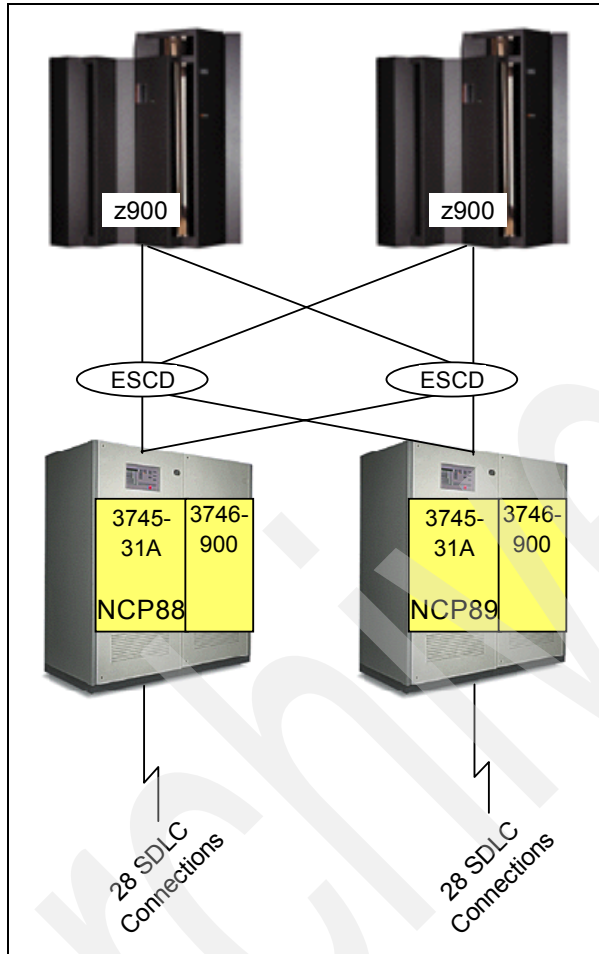 z900
z900
ESCD
ESCD
3745-
31A
NCP88
3746-
900
3745-
31A
NCP89
3746-
900
28 SDLC
Connections
28 SDLC
Connections